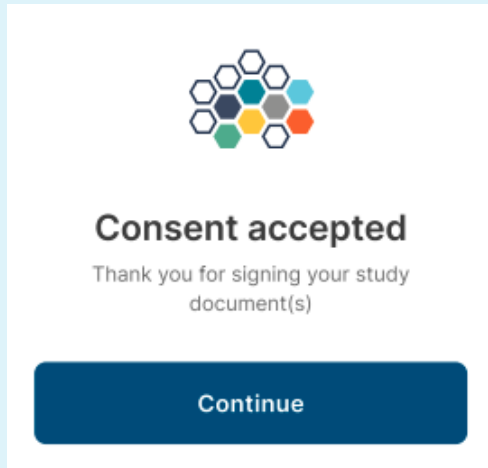 Consent accepted
Thank you for signing your study
document(s)
Continue